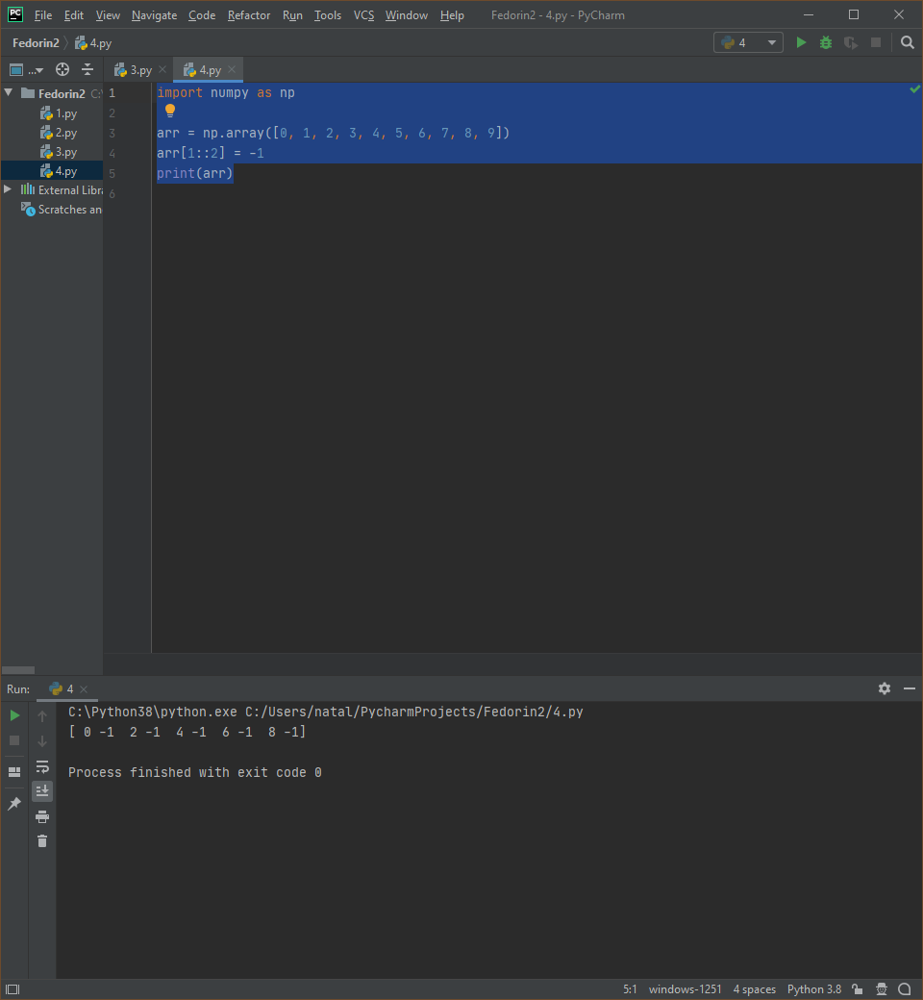 PC File Edit View Navigate Code Refactor Run Tools VCS Window Help Fedorin2 - 4.py - PyCharm
Fedorin2 4.py 4
... 3.py 4.py
Fedorin2 C:\
1.py
2.py
3.py
4.py
External Libra
Scratches an
1 import numpy as np
2
3 arr = np.array([0, 1, 2, 3, 4, 5, 6, 7, 8, 9])
4 arr[1::2] = -1
5 print(arr)
6
Run: 4
C:\Python38\python.exe C:/Users/natal/PycharmProjects/Fedorin2/4.py
[ 0 -1  2 -1  4 -1  6 -1  8 -1]
Process finished with exit code 0
5:1 windows-1251 4 spaces Python 3.8